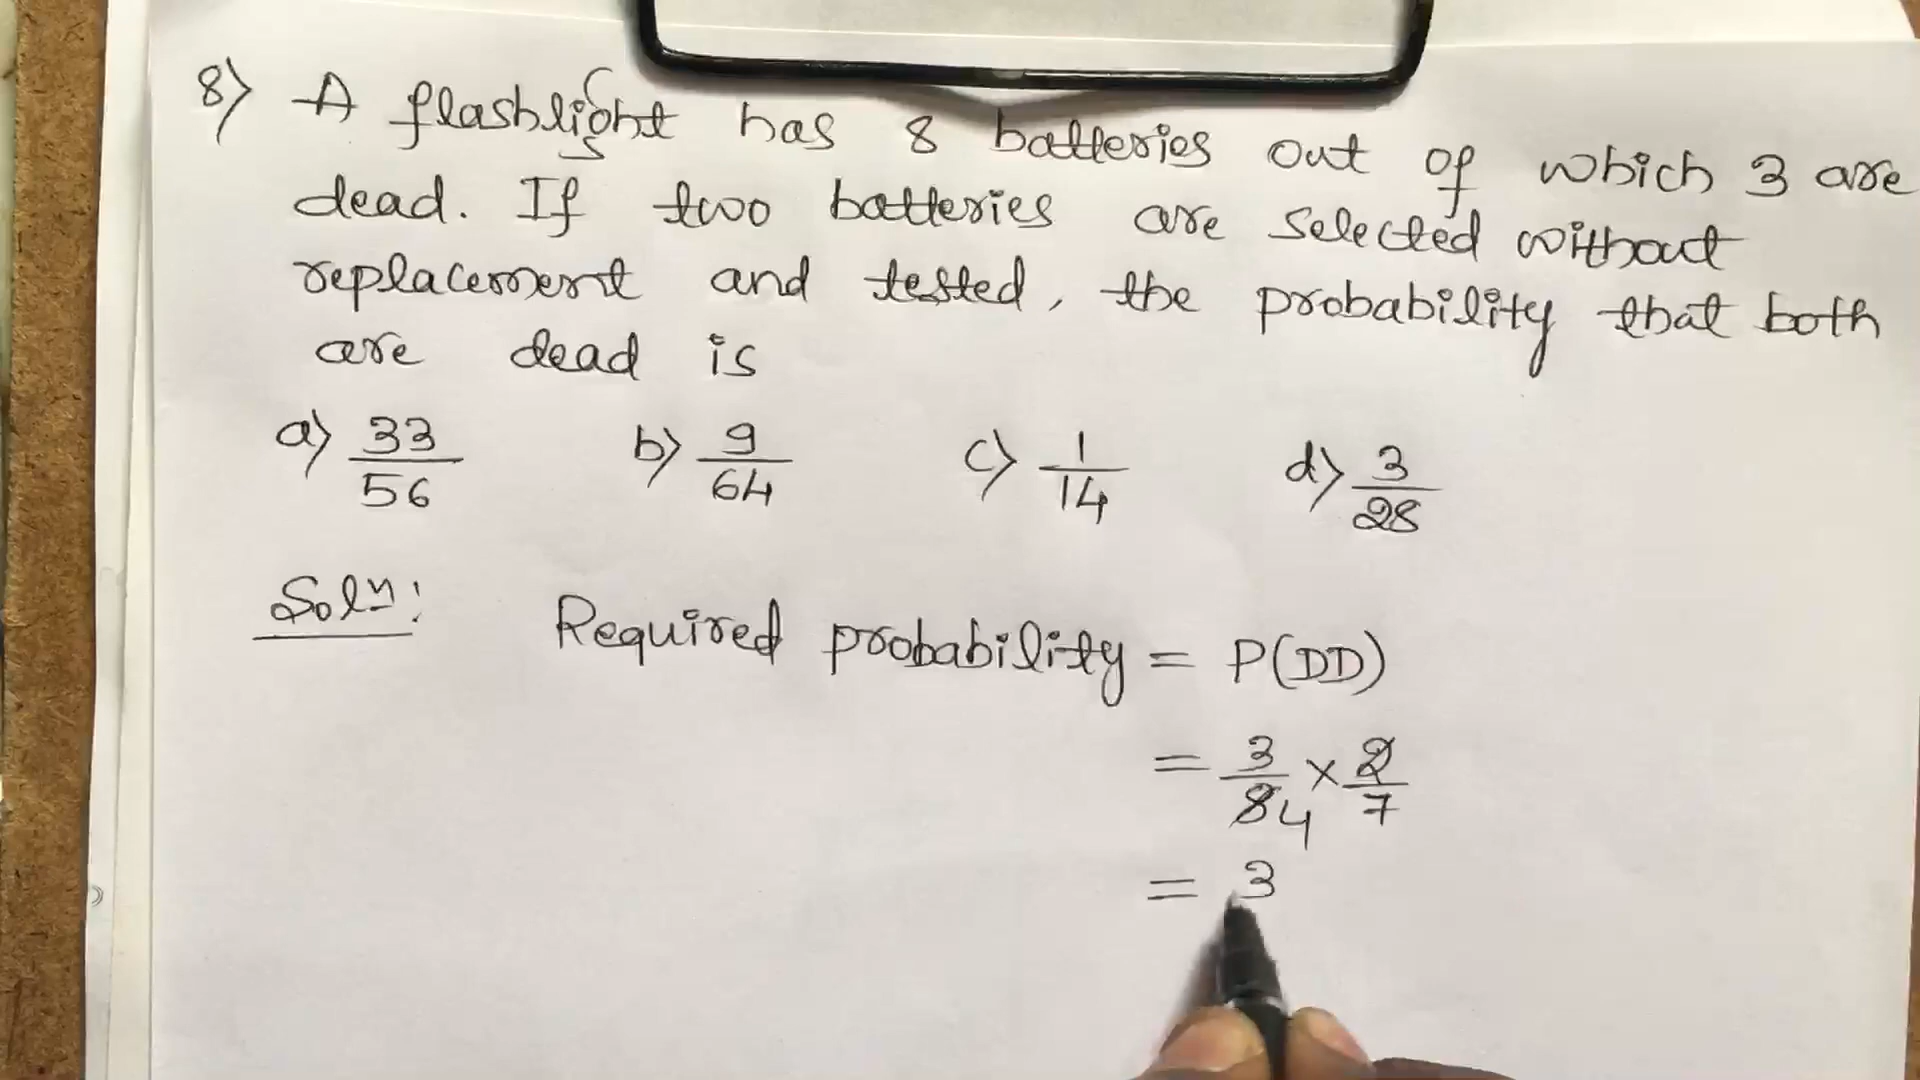 8) A flashlight has 8 batteries out of which 3 are
dead. If two batteries are selected without
replacement and tested, the probability that both
are dead is
a) 33/56 b) 9/64 c) 1/14 d) 3/28
Soln: Required probability = P(DD)
= 3/8 4 × 2/7
= 3